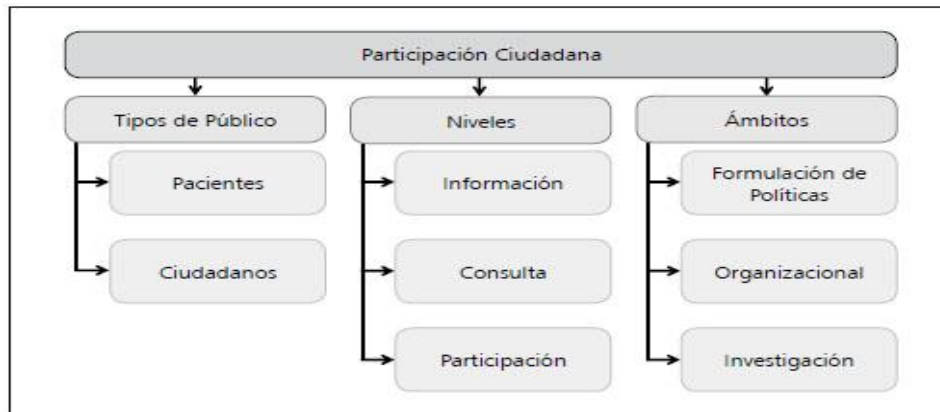 Participación Ciudadana
Tipos de Público
Pacientes
Ciudadanos
Niveles
Información
Consulta
Participación
Ámbitos
Formulación de
Políticas
Organizacional
Investigación